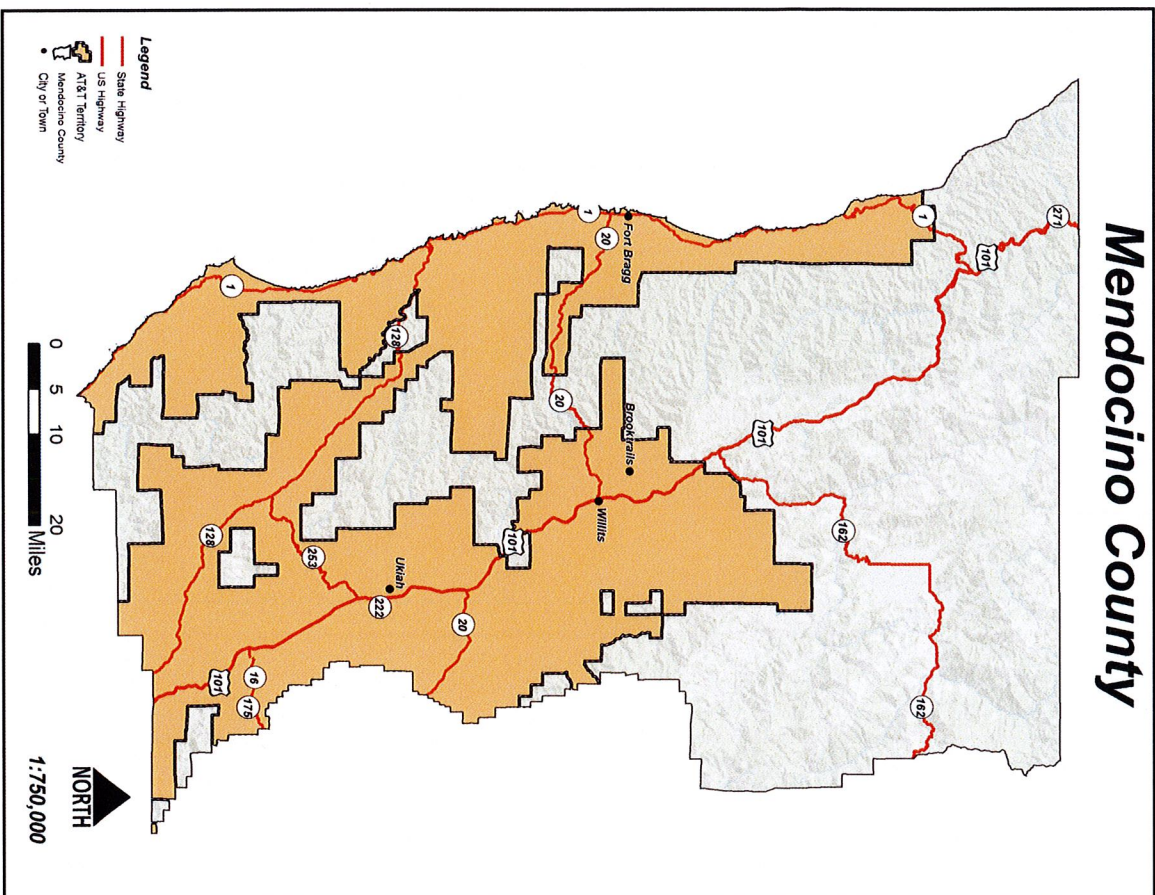 Mendocino County
271
101
1
162
162
101
Fort Bragg
1
20
20
Brooktrails
Willits
101
20
Ukiah
222
253
128
128
1
16
175
101
Legend
State Highway
US Highway
AT&T Territory
Mendocino County
City or Town
0 5 10 20
Miles
NORTH
1:750,000